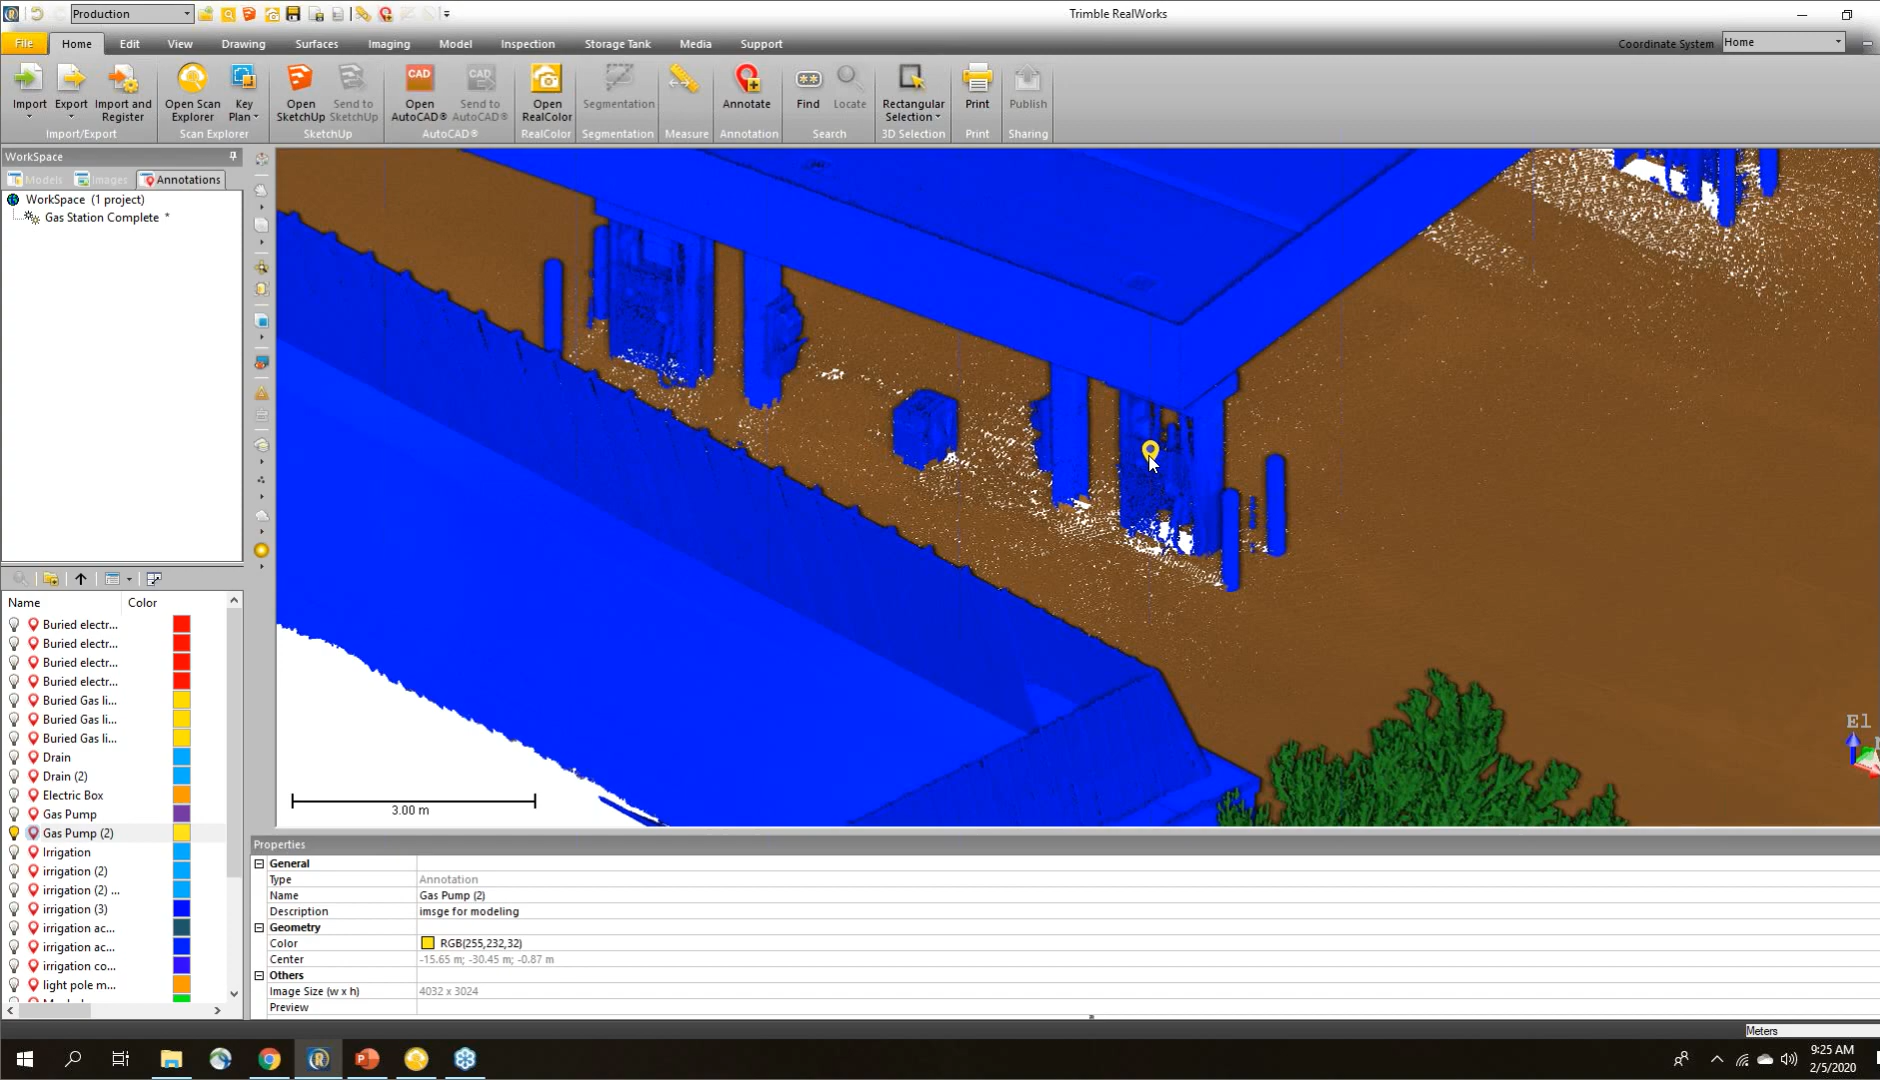 Production
Trimble RealWorks
File Home Edit View Drawing Surfaces Imaging Model Inspection Storage Tank Media Support
Coordinate System Home
Import Export Import and Register Open Scan Explorer Key Plan Open SketchUp Send to SketchUp CAD Open AutoCAD® CAD Send to AutoCAD® Open RealColor Segmentation Annotate Find Locate Rectangular Selection Print Publish
Import/Export Scan Explorer SketchUp AutoCAD® RealColor Segmentation Measure Annotation Search 3D Selection Print Sharing
WorkSpace
Models Images Annotations
WorkSpace (1 project)
Gas Station Complete *
Name Color
Buried electr...
Buried electr...
Buried electr...
Buried electr...
Buried Gas li...
Buried Gas li...
Buried Gas li...
Drain
Drain (2)
Electric Box
Gas Pump
Gas Pump (2)
Irrigation
irrigation (2)
irrigation (2) ...
irrigation (3)
irrigation ac...
irrigation ac...
irrigation co...
light pole m...
El
3.00 m
Properties
General
Type Annotation
Name Gas Pump (2)
Description imsge for modeling
Geometry
Color RGB(255,232,32)
Center -15.65 m; -30.45 m; -0.87 m
Others
Image Size (w x h) 4032 x 3024
Preview
Meters
9:25 AM
2/5/2020